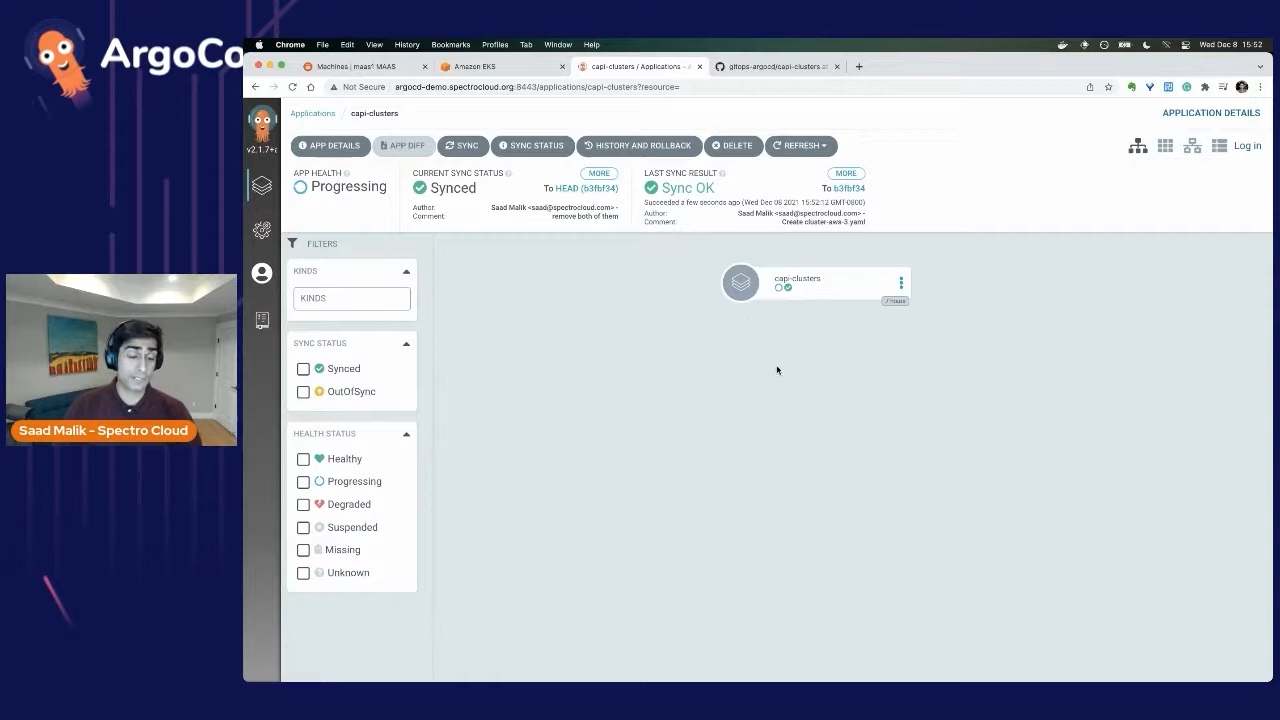 ArgoCo
Chrome File Edit View History Bookmarks Profiles Tab Window Help
Wed Dec 8 15:52
Machines | maas1 MAAS
Amazon EKS
capi-clusters / Applications - A
gitops-argocd/capi-clusters at
Not Secure argocd-demo.spectrocloud.org:8443/applications/capi-clusters?resource=
v2.1.7+
Applications / capi-clusters
APPLICATION DETAILS
APP DETAILS
APP DIFF
SYNC
SYNC STATUS
HISTORY AND ROLLBACK
DELETE
REFRESH
Log in
APP HEALTH
Progressing
CURRENT SYNC STATUS
MORE
Synced
To HEAD (b3fbf34)
Author: Saad Malik <saad@spectrocloud.com> -
Comment: remove both of them
LAST SYNC RESULT
MORE
Sync OK
To b3fbf34
Succeeded a few seconds ago (Wed Dec 08 2021 15:52:12 GMT-0800)
Author: Saad Malik <saad@spectrocloud.com> -
Comment: Create cluster-aws-3.yaml
FILTERS
KINDS
KINDS
SYNC STATUS
Synced
OutOfSync
HEALTH STATUS
Healthy
Progressing
Degraded
Suspended
Missing
Unknown
capi-clusters
7 hours
Saad Malik - Spectro Cloud